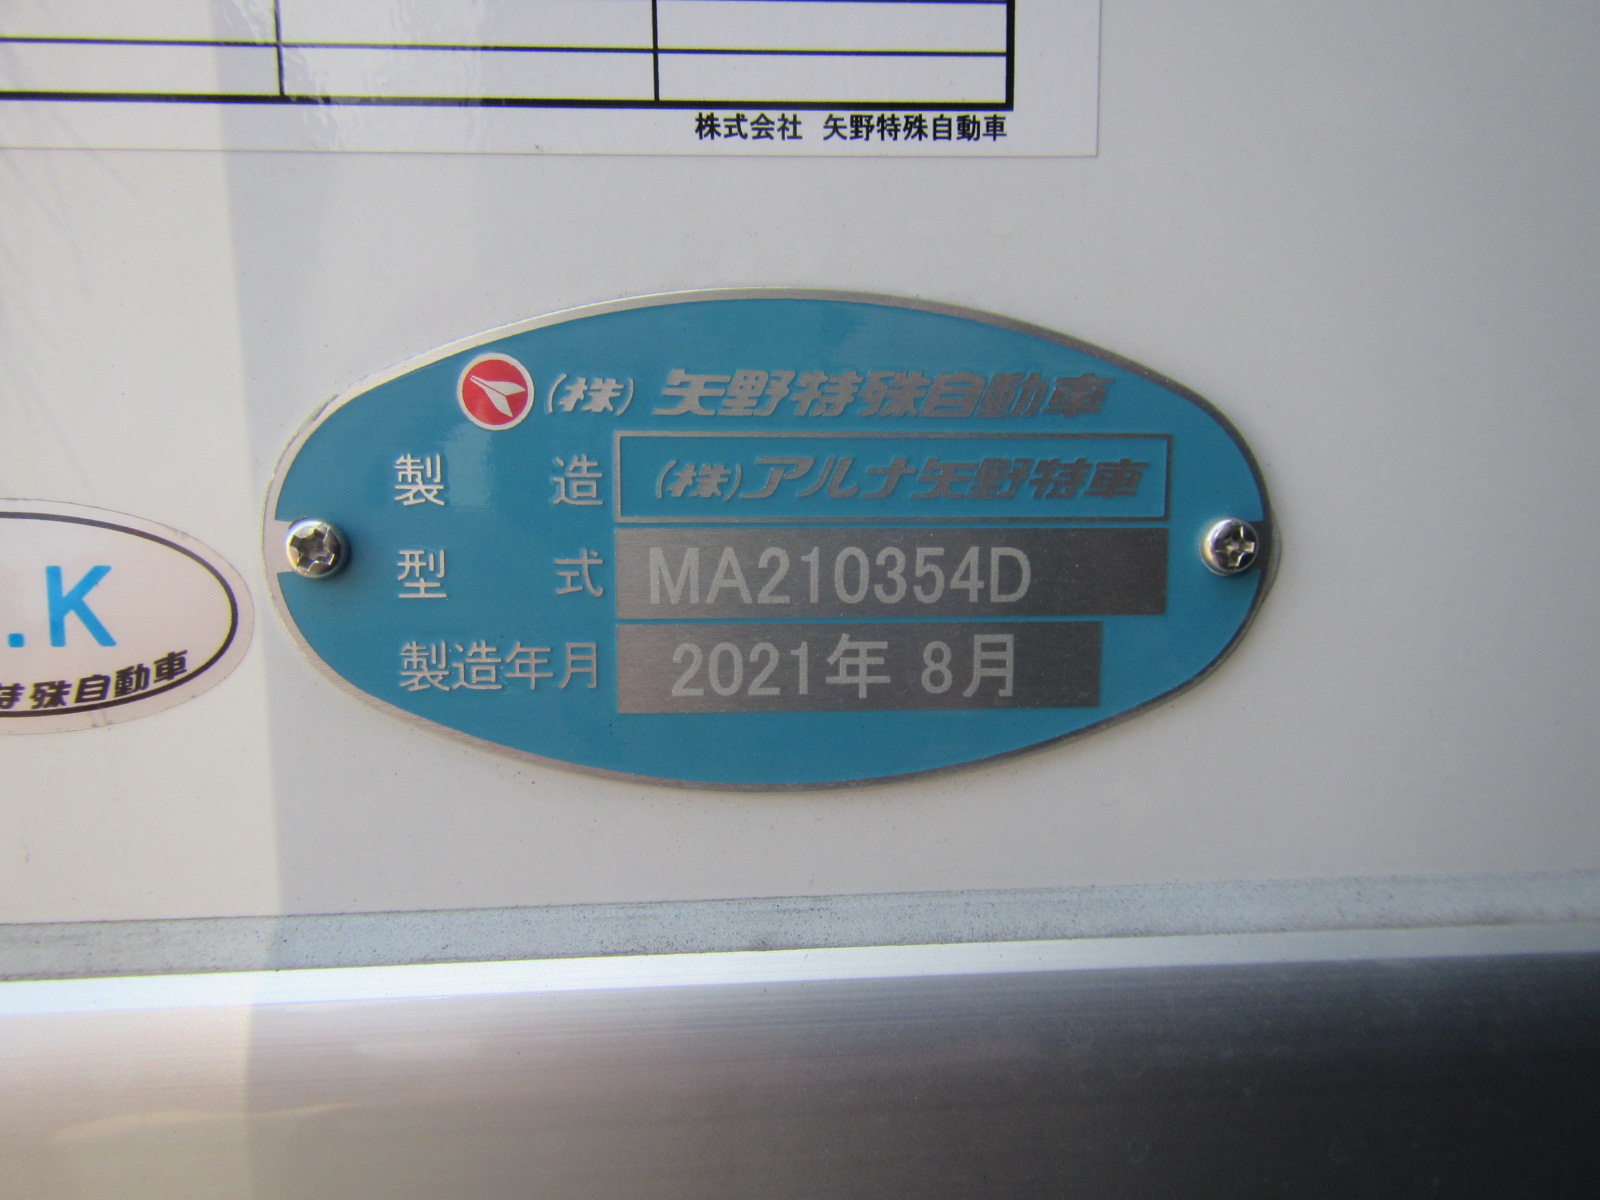 株式会社 矢野特殊自動車
(株) 矢野特殊自動車
製造 (株)アルナ矢野特車
型式 MA210354D
製造年月 2021年 8月
.K
特殊自動車